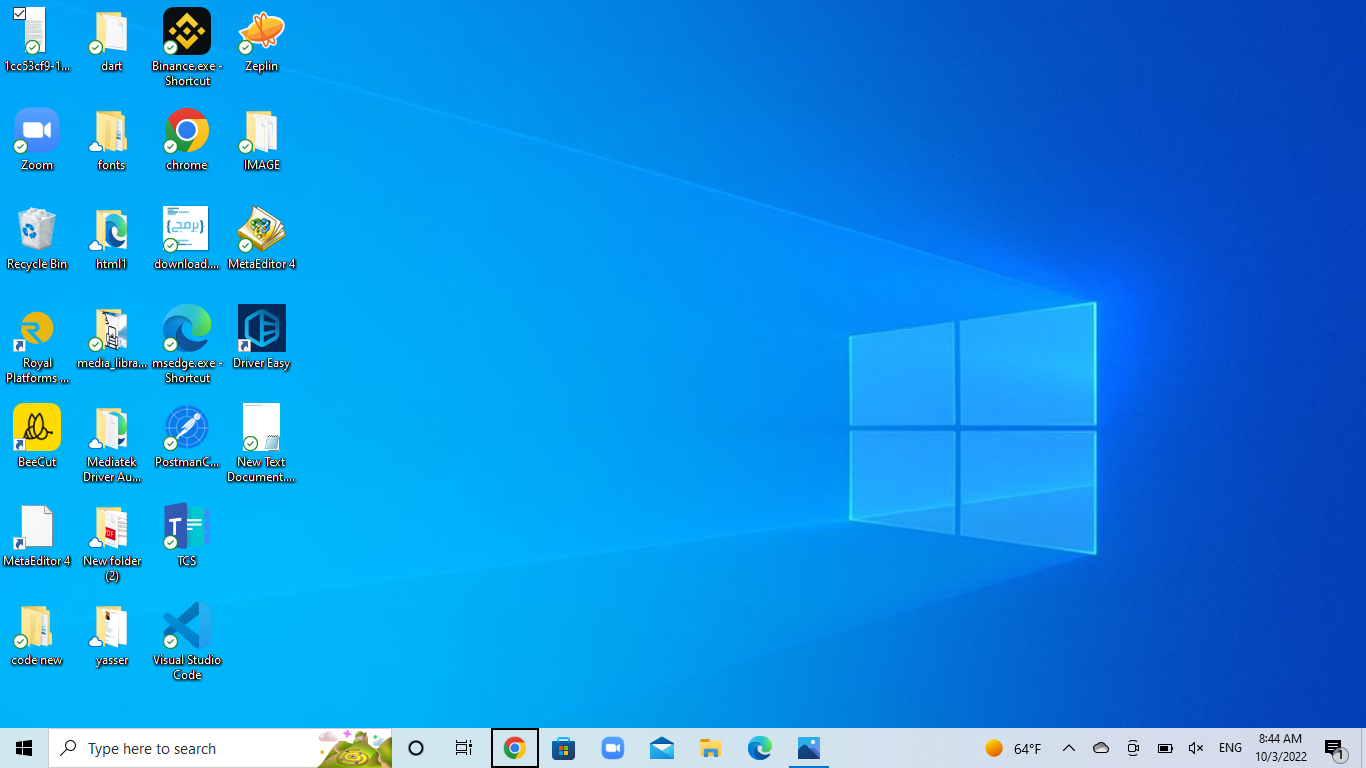 1cc53cf9-1...
dart
Binance.exe - Shortcut
Zeplin
Zoom
fonts
chrome
IMAGE
Recycle Bin
html1
{برمج}
download....
MetaEditor 4
Royal
Platforms ...
media_libra...
msedge.exe -
Shortcut
Driver Easy
BeeCut
Mediatek
Driver Au...
PostmanC...
New Text
Document....
MetaEditor 4
PDF
New folder
(2)
T
TCS
code new
yasser
Visual Studio
Code
Type here to search
64°F
ENG
8:44 AM
10/3/2022
1